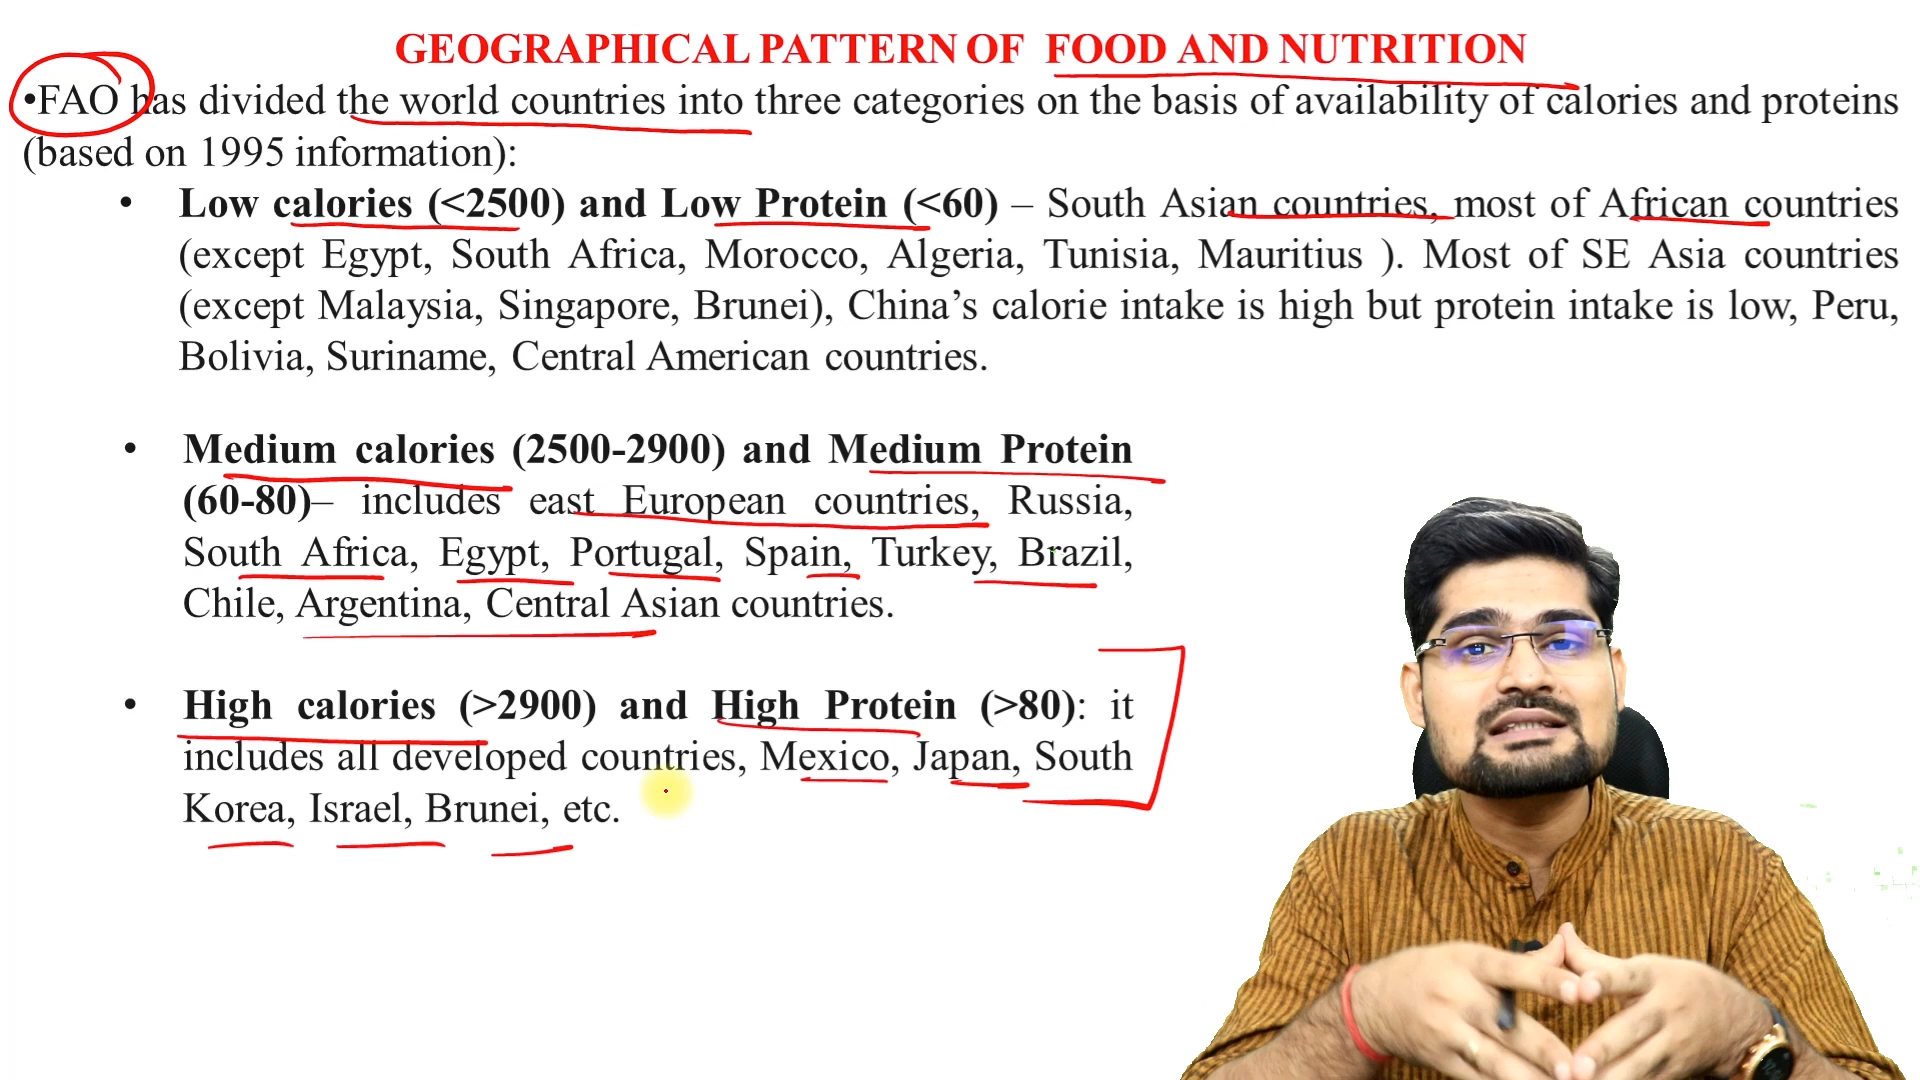 GEOGRAPHICAL PATTERN OF FOOD AND NUTRITION
•FAO has divided the world countries into three categories on the basis of availability of calories and proteins
(based on 1995 information):
• Low calories (<2500) and Low Protein (<60) – South Asian countries, most of African countries
(except Egypt, South Africa, Morocco, Algeria, Tunisia, Mauritius ). Most of SE Asia countries
(except Malaysia, Singapore, Brunei), China's calorie intake is high but protein intake is low, Peru,
Bolivia, Suriname, Central American countries.
• Medium calories (2500-2900) and Medium Protein
(60-80)– includes east European countries, Russia,
South Africa, Egypt, Portugal, Spain, Turkey, Brazil,
Chile, Argentina, Central Asian countries.
• High calories (>2900) and High Protein (>80): it
includes all developed countries, Mexico, Japan, South
Korea, Israel, Brunei, etc.